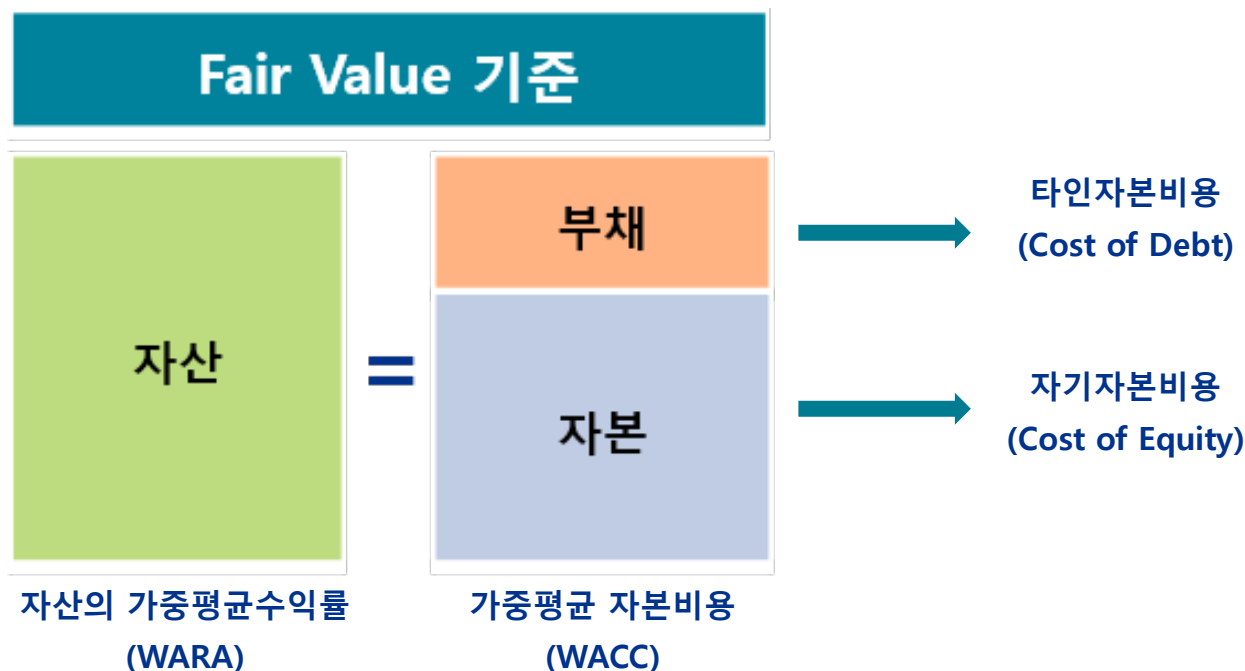 Fair Value 기준
자산
=
부채
자본
타인자본비용
(Cost of Debt)
자기자본비용
(Cost of Equity)
자산의 가중평균수익률
(WARA)
가중평균 자본비용
(WACC)